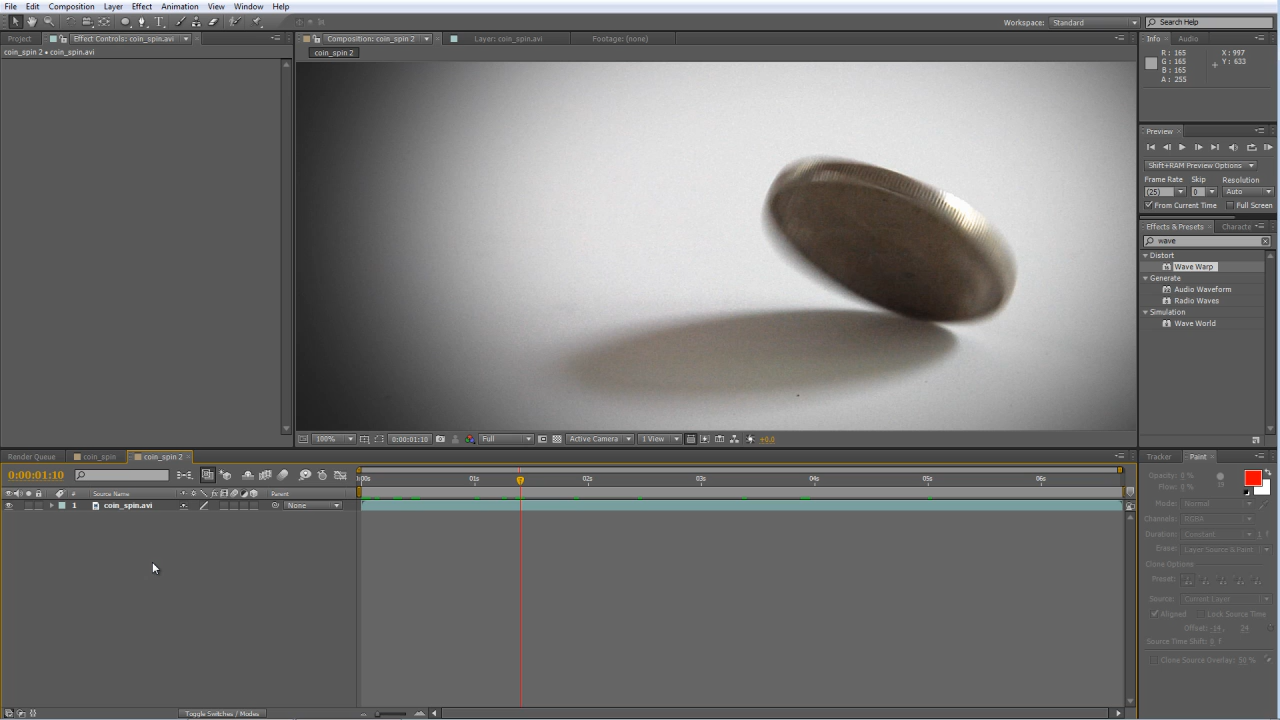 File Edit Composition Layer Effect Animation View Window Help
Workspace: Standard Search Help
Project Effect Controls: coin_spin.avi Composition: coin_spin 2 Layer: coin_spin.avi Footage: (none) Info Audio
coin_spin 2 • coin_spin.avi coin_spin 2
R : 165 X : 997
G : 165 Y : 633
B : 165
A : 255
Preview
Shift+RAM Preview Options
Frame Rate Skip Resolution
(25) 0 Auto
From Current Time Full Screen
Effects & Presets Characte
wave
Distort
Wave Warp
Generate
Audio Waveform
Radio Waves
Simulation
Wave World
100% 0:00:01:10 Full Active Camera 1 View +0.0
Render Queue coin_spin coin_spin 2 Tracker Paint
0:00:01:10 01s 02s 03s 04s 05s 06s
# Source Name Parent
1 coin_spin.avi None
Opacity: 0 %
Flow: 0 %
Mode: Normal
Channels: RGBA
Duration: Constant 1 f
Erase: Layer Source & Paint
Clone Options
Preset:
Source: Current Layer
Aligned Lock Source Time
Offset: -14 , 24
Source Time Shift: 0 f
Clone Source Overlay: 50 %
Toggle Switches / Modes